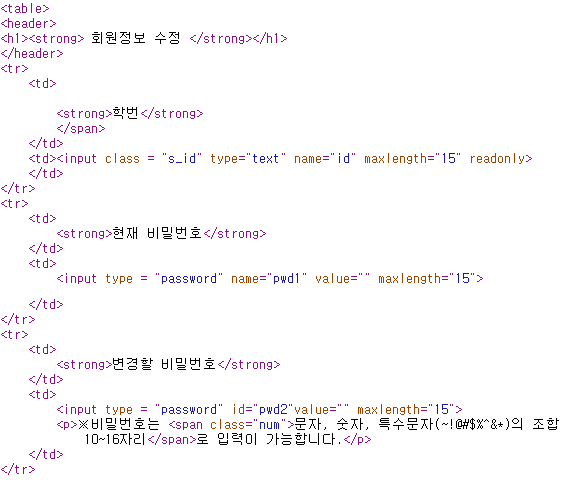 <table>
<header>
<h1><strong> 회원정보 수정 </strong></h1>
</header>
<tr>
    <td>

        <strong>학번</strong>
        </span>
    </td>
    <td><input class = "s_id" type="text" name="id" maxlength="15" readonly>
    </td>
</tr>
<tr>
    <td>
        <strong>현재 비밀번호</strong>
    </td>
    <td>
        <input type = "password" name="pwd1" value="" maxlength="15">

    </td>
</tr>
<tr>
    <td>
        <strong>변경할 비밀번호</strong>
    </td>
    <td>
        <input type = "password" id="pwd2"value="" maxlength="15">
        <p>※비밀번호는 <span class="num">문자, 숫자, 특수문자(~!@#$%^&*)의 조합
            10~16자리</span>로 입력이 가능합니다.</p>
    </td>
</tr>